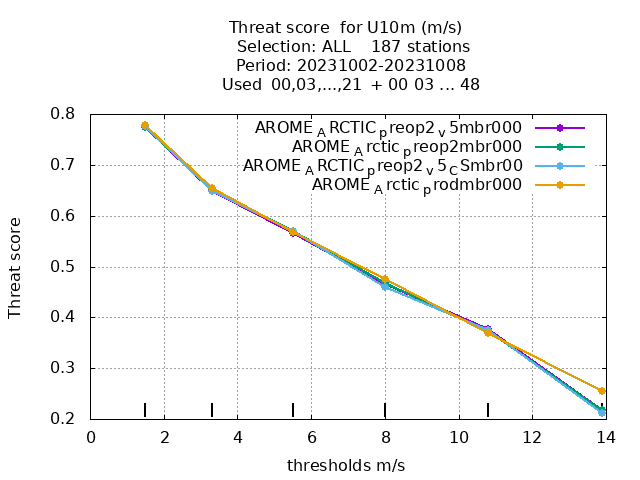 Threat score  for U10m (m/s)
Selection: ALL    187 stations
Period: 20231002-20231008
Used  00,03,...,21  + 00 03 ... 48
AROME_ARCTIC_preop2_v5mbr000
AROME_Arctic_preop2mbr000
AROME_ARCTIC_preop2_v5_CSmbr00
AROME_Arctic_prodmbr000
0.8
0.7
0.6
0.5
0.4
0.3
0.2
Threat score
0 2 4 6 8 10 12 14
thresholds m/s